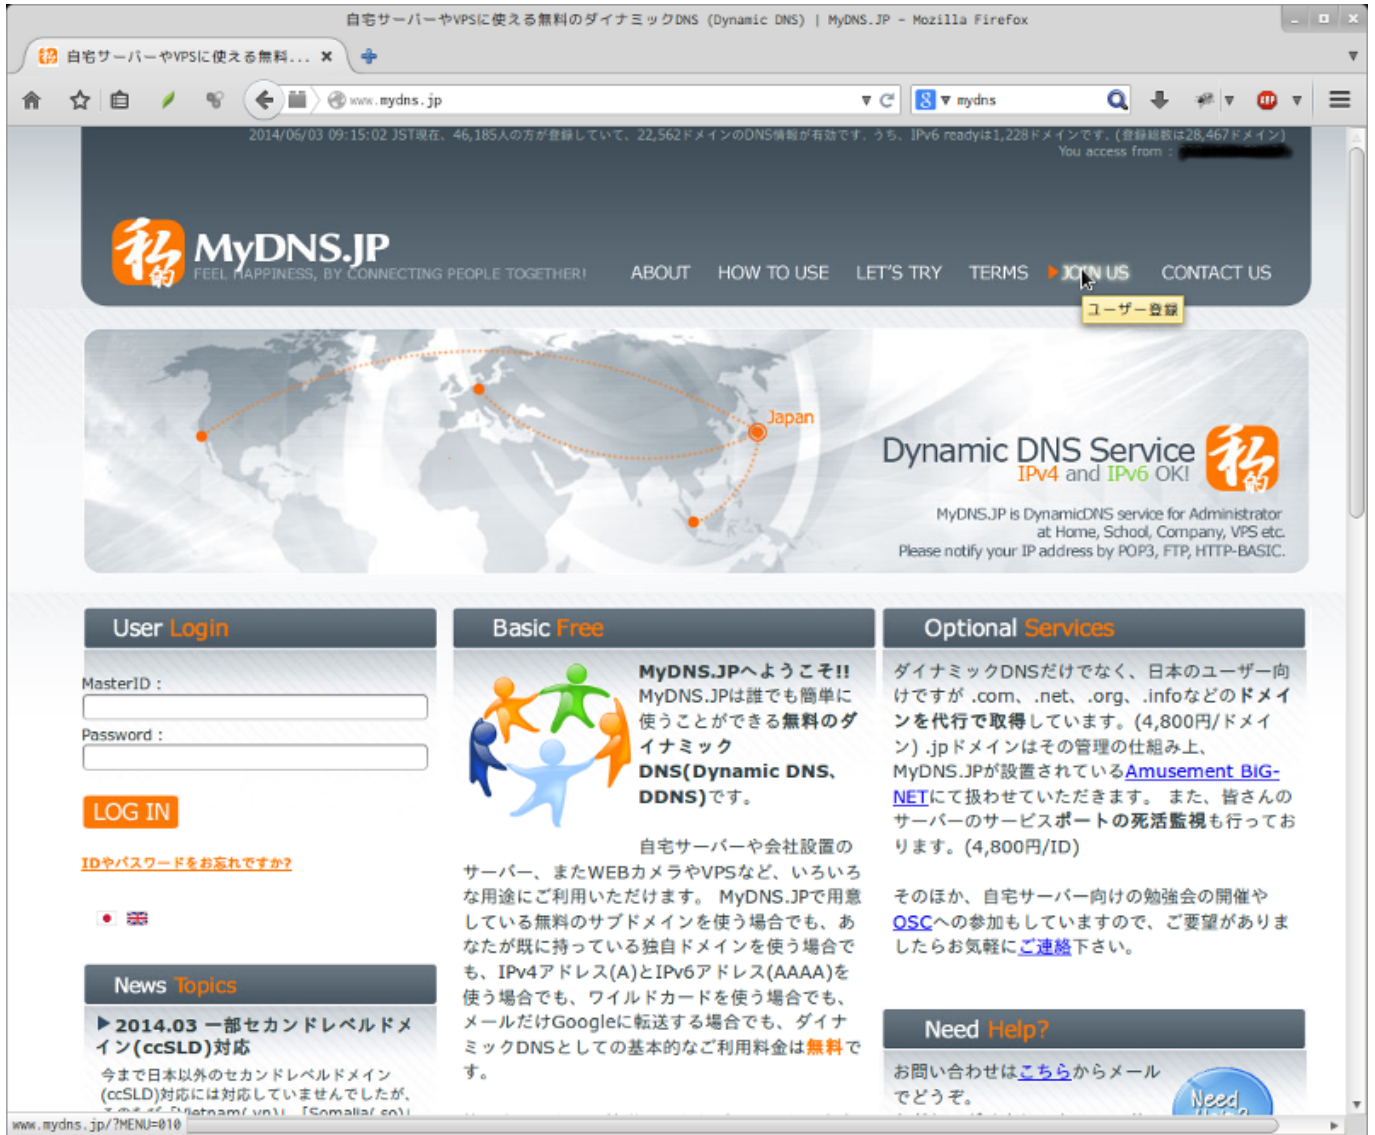 自宅サーバーやVPSに使える無料のダイナミックDNS (Dynamic DNS) | MyDNS.JP - Mozilla Firefox
自宅サーバーやVPSに使える無料...
www.mydns.jp
mydns
2014/06/03 09:15:02 JST現在、46,185人の方が登録していて、22,562ドメインのDNS情報が有効です. うち、IPv6 readyは1,228ドメインです. (登録総数は28,467ドメイン)
You access from :
私的
MyDNS.JP
FEEL HAPPINESS, BY CONNECTING PEOPLE TOGETHER!
ABOUT HOW TO USE LET'S TRY TERMS JOIN US CONTACT US
ユーザー登録
Japan
Dynamic DNS Service
IPv4 and IPv6 OK!
私的
MyDNS.JP is DynamicDNS service for Administrator
at Home, School, Company, VPS etc.
Please notify your IP address by POP3, FTP, HTTP-BASIC.
User Login
MasterID :
Password :
LOG IN
IDやパスワードをお忘れですか?
News Topics
2014.03 一部セカンドレベルドメ
イン(ccSLD)対応
今まで日本以外のセカンドレベルドメイン
(ccSLD)対応には対応していませんでしたが、
このたび「Vietnam(.vn)」「Somalia(.so)」
Basic Free
MyDNS.JPへようこそ!!
MyDNS.JPは誰でも簡単に
使うことができる無料のダ
イナミック
DNS(Dynamic DNS、
DDNS)です。
自宅サーバーや会社設置の
サーバー、またWEBカメラやVPSなど、いろいろ
な用途にご利用いただけます。 MyDNS.JPで用意
している無料のサブドメインを使う場合でも、あ
なたが既に持っている独自ドメインを使う場合で
も、IPv4アドレス(A)とIPv6アドレス(AAAA)を
使う場合でも、ワイルドカードを使う場合でも、
メールだけGoogleに転送する場合でも、ダイナ
ミックDNSとしての基本的なご利用料金は無料で
す。
Optional Services
ダイナミックDNSだけでなく、日本のユーザー向
けですが .com、.net、.org、.infoなどのドメイ
ンを代行で取得しています。(4,800円/ドメイ
ン) .jpドメインはその管理の仕組み上、
MyDNS.JPが設置されているAmusement BiG-
NETにて扱わせていただきます。 また、皆さんの
サーバーのサービスポートの死活監視も行ってお
ります。(4,800円/ID)
そのほか、自宅サーバー向けの勉強会の開催や
OSCへの参加もしていますので、ご要望がありま
したらお気軽にご連絡下さい。
Need Help?
お問い合わせはこちらからメール
でどうぞ。
Need
Help?
www.mydns.jp/?MENU=010